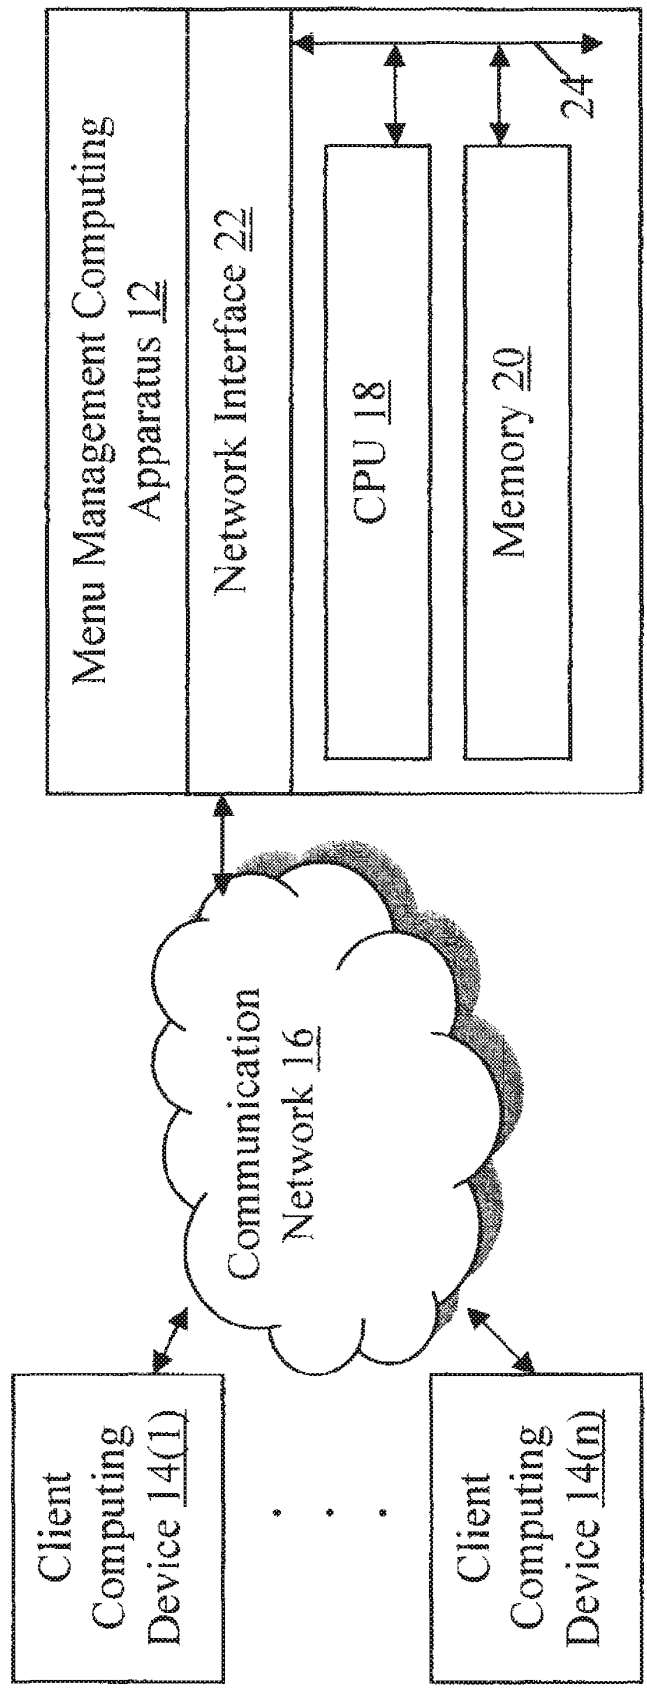 Client
Computing
Device 14(1)
. . .
Client
Computing
Device 14(n)
Communication
Network 16
Menu Management Computing
Apparatus 12
Network Interface 22
CPU 18
Memory 20
24